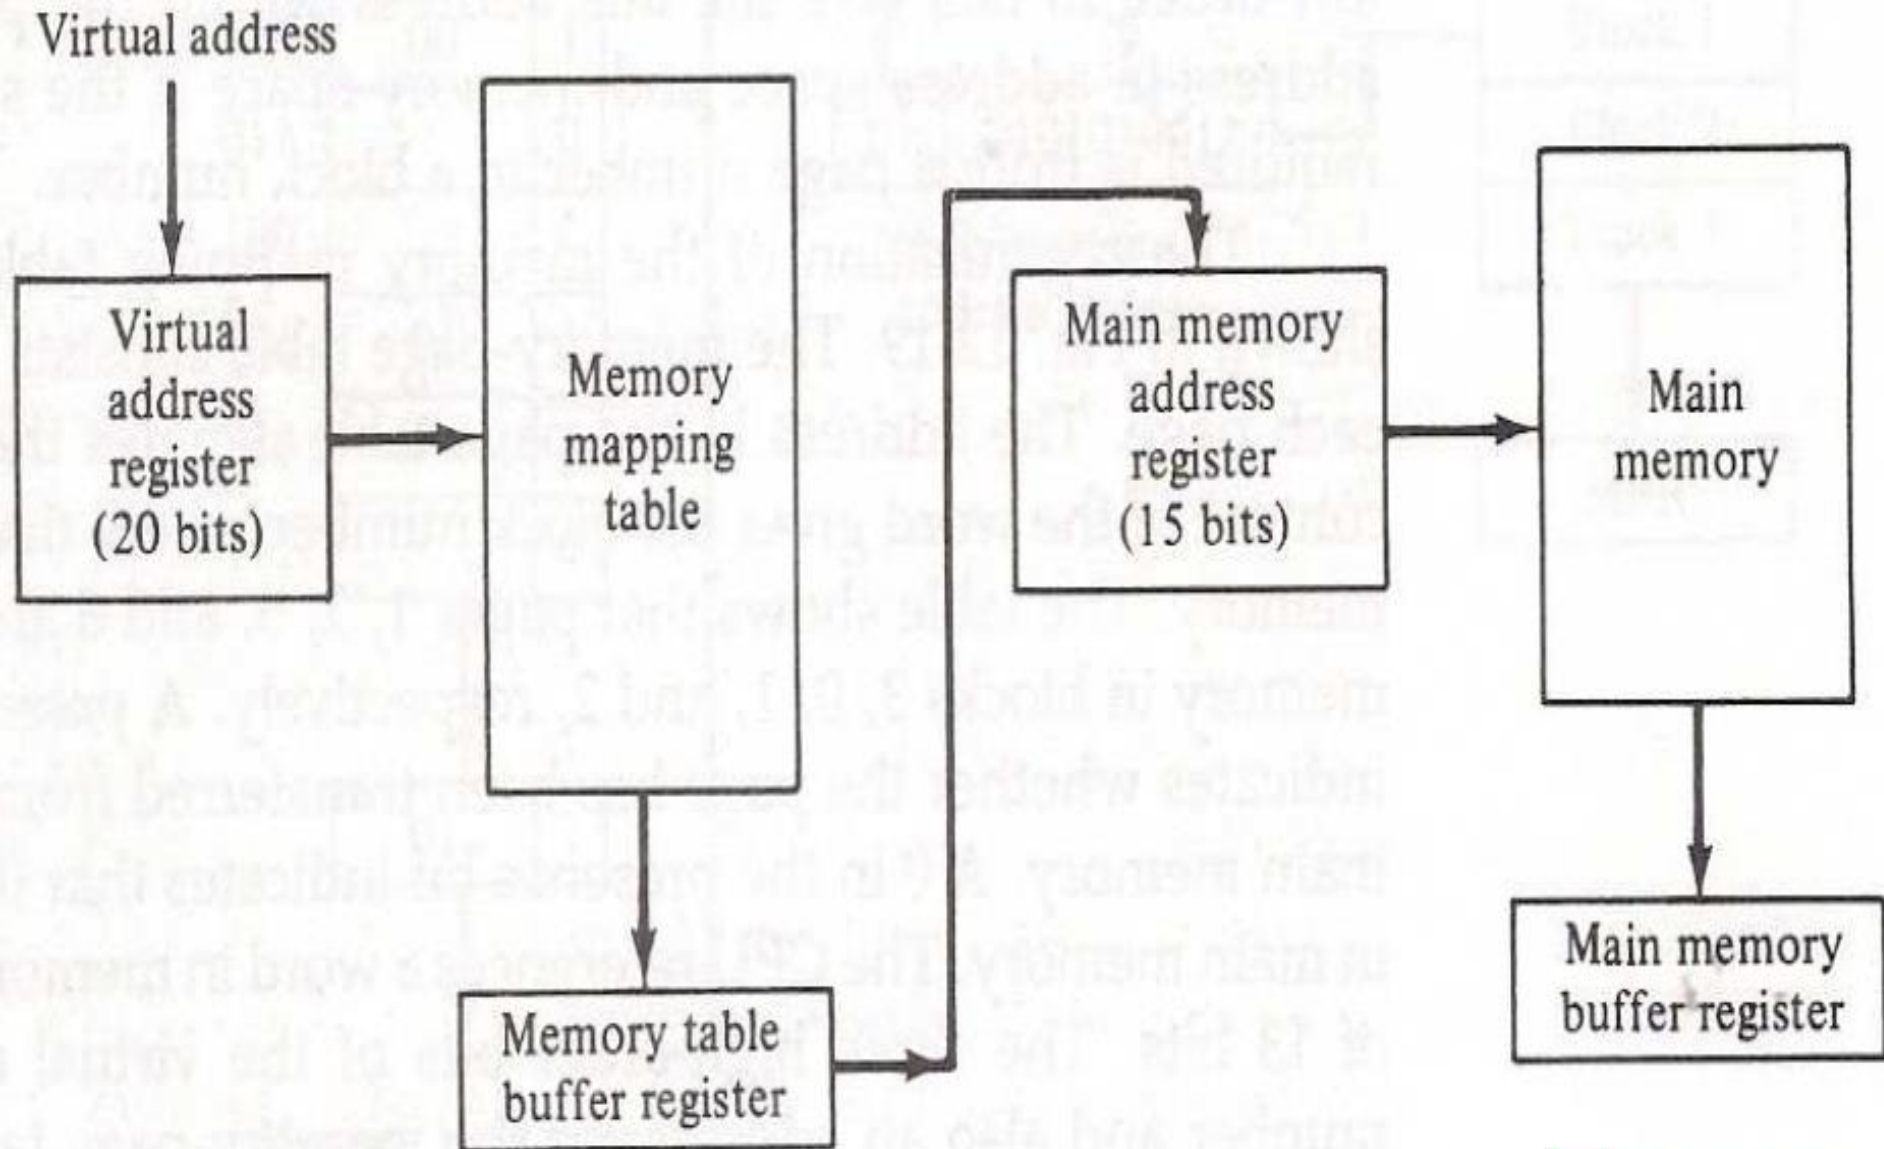 Virtual address
Virtual
address
register
(20 bits)
Memory
mapping
table
Memory table
buffer register
Main memory
address
register
(15 bits)
Main
memory
Main memory
buffer register